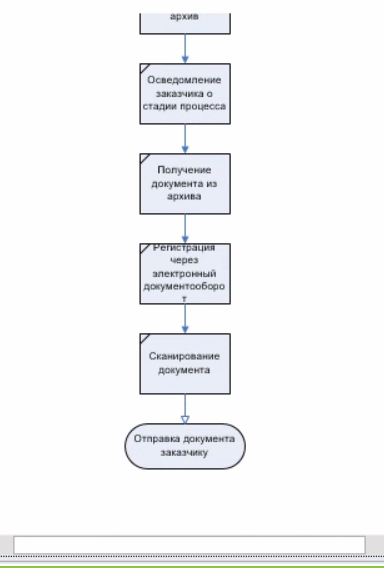 архив
Осведомление
заказчика о
стадии процесса
Получение
документа из
архива
Регистрация
через
электронный
документооборо
т
Сканирование
документа
Отправка документа
заказчику